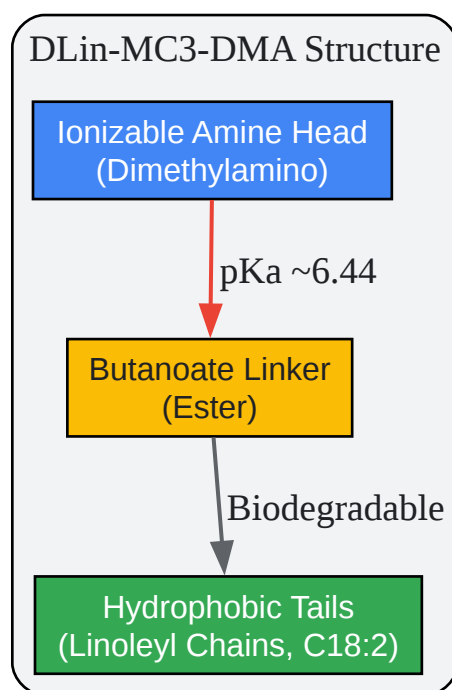 DLin-MC3-DMA Structure
Ionizable Amine Head
(Dimethylamino)
pKa ~6.44
Butanoate Linker
(Ester)
Biodegradable
Hydrophobic Tails
(Linoleyl Chains, C18:2)